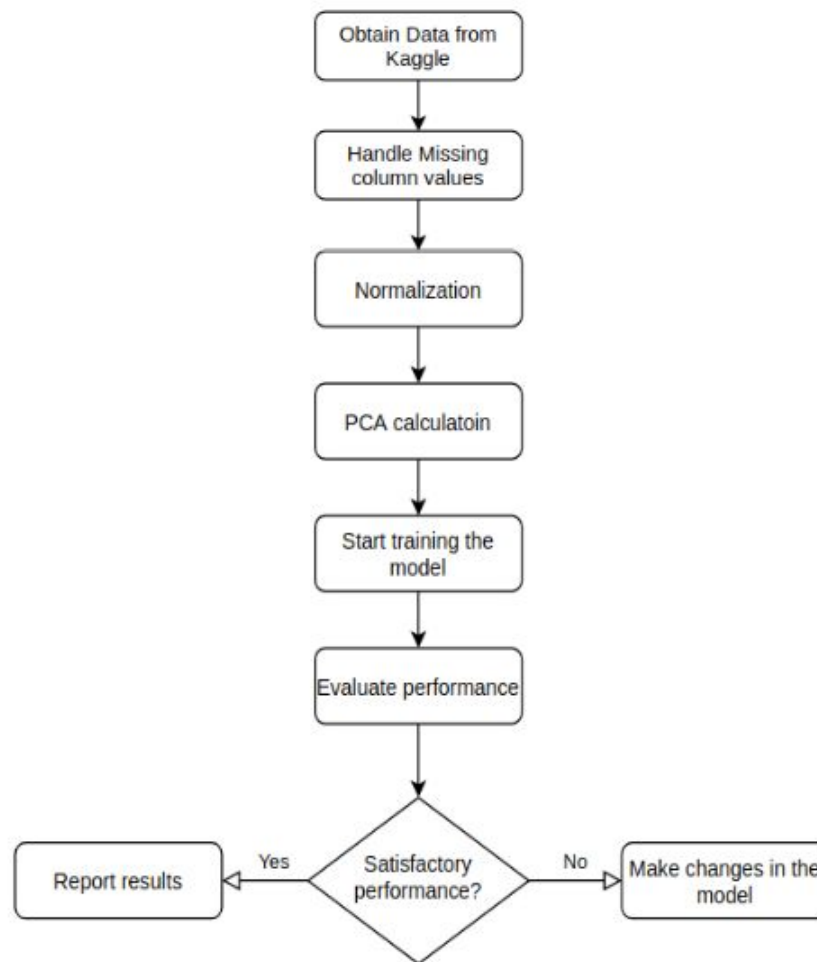 Obtain Data from
Kaggle
Handle Missing
column values
Normalization
PCA calculatoin
Start training the
model
Evaluate performance
Satisfactory
performance?
Yes
No
Report results
Make changes in the
model